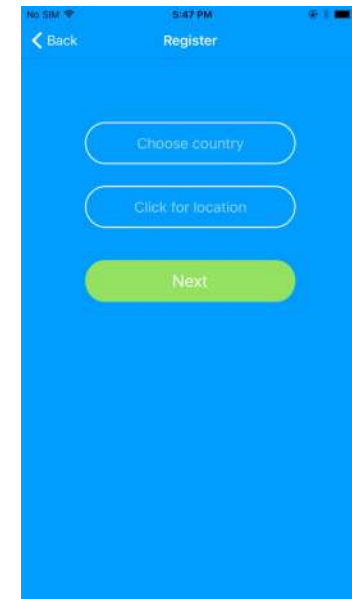 No SIM 5:47 PM
Back Register
Choose country
Click for location
Next